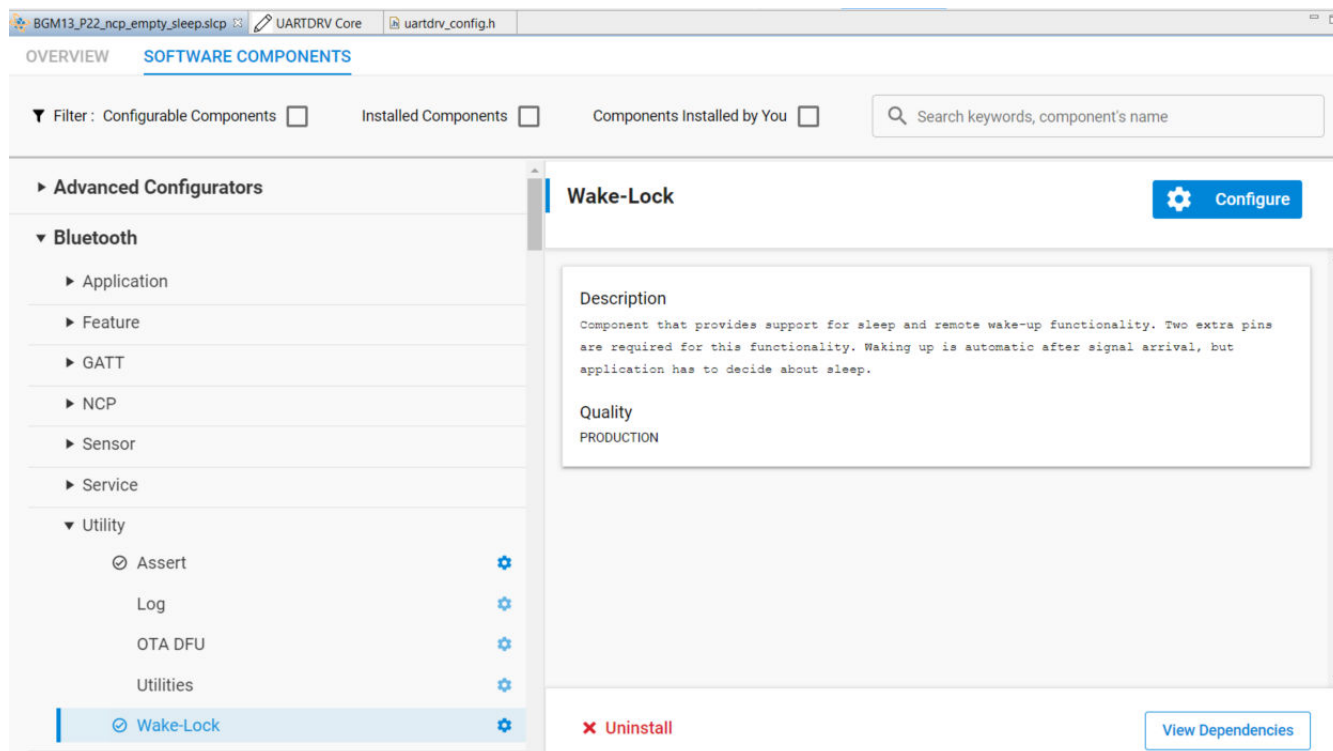 BGM13_P22_ncp_empty_sleep.slcp
UARTDRV Core
uartdrv_config.h
OVERVIEW
SOFTWARE COMPONENTS
Filter : Configurable Components
Installed Components
Components Installed by You
Search keywords, component's name
Advanced Configurators
Bluetooth
Application
Feature
GATT
NCP
Sensor
Service
Utility
Assert
Log
OTA DFU
Utilities
Wake-Lock
Wake-Lock
Configure
Description
Component that provides support for sleep and remote wake-up functionality. Two extra pins
are required for this functionality. Waking up is automatic after signal arrival, but
application has to decide about sleep.
Quality
PRODUCTION
Uninstall
View Dependencies